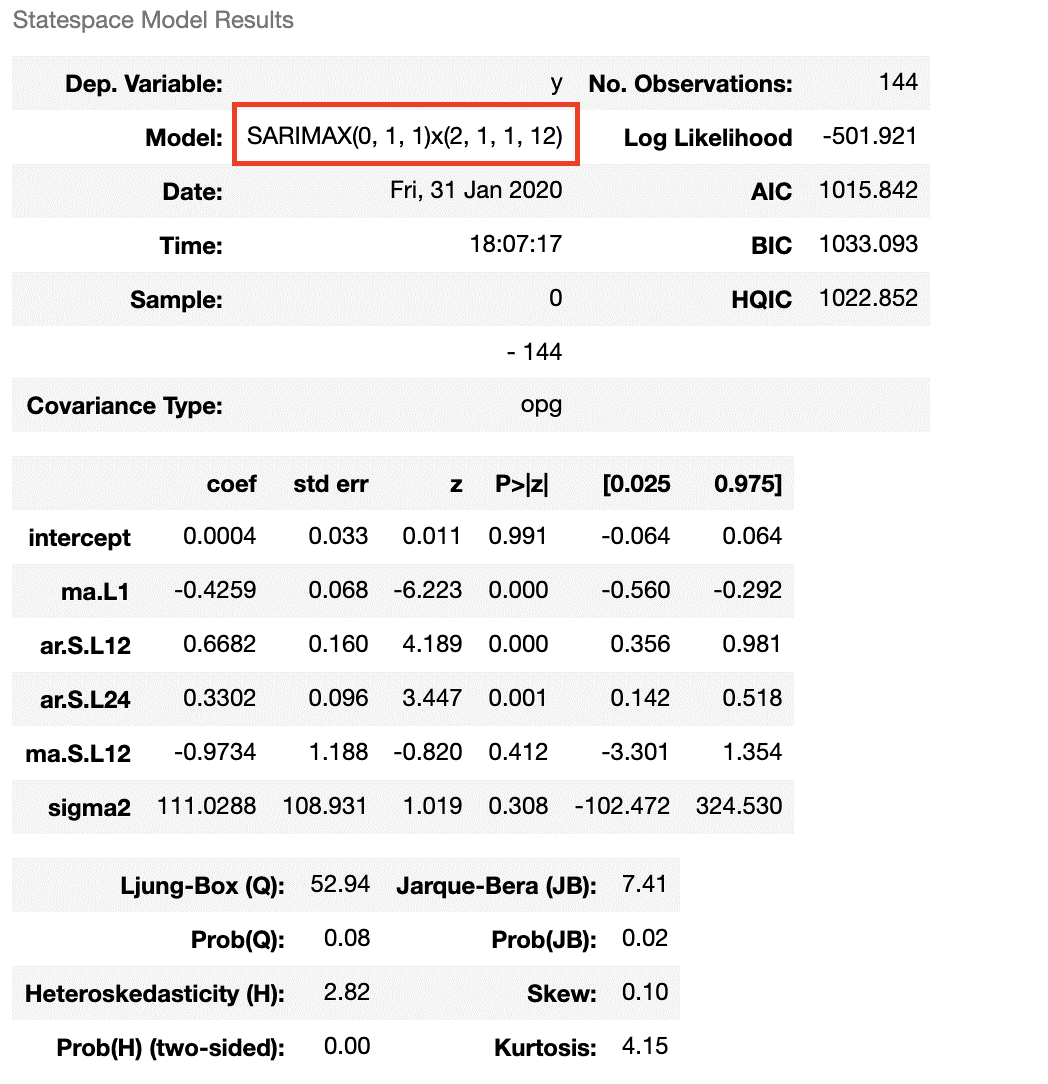 Statespace Model Results
Dep. Variable: y No. Observations: 144
Model: SARIMAX(0, 1, 1)x(2, 1, 1, 12) Log Likelihood -501.921
Date: Fri, 31 Jan 2020 AIC 1015.842
Time: 18:07:17 BIC 1033.093
Sample: 0 HQIC 1022.852
- 144
Covariance Type: opg
coef std err z P>|z| [0.025 0.975]
intercept 0.0004 0.033 0.011 0.991 -0.064 0.064
ma.L1 -0.4259 0.068 -6.223 0.000 -0.560 -0.292
ar.S.L12 0.6682 0.160 4.189 0.000 0.356 0.981
ar.S.L24 0.3302 0.096 3.447 0.001 0.142 0.518
ma.S.L12 -0.9734 1.188 -0.820 0.412 -3.301 1.354
sigma2 111.0288 108.931 1.019 0.308 -102.472 324.530
Ljung-Box (Q): 52.94 Jarque-Bera (JB): 7.41
Prob(Q): 0.08 Prob(JB): 0.02
Heteroskedasticity (H): 2.82 Skew: 0.10
Prob(H) (two-sided): 0.00 Kurtosis: 4.15